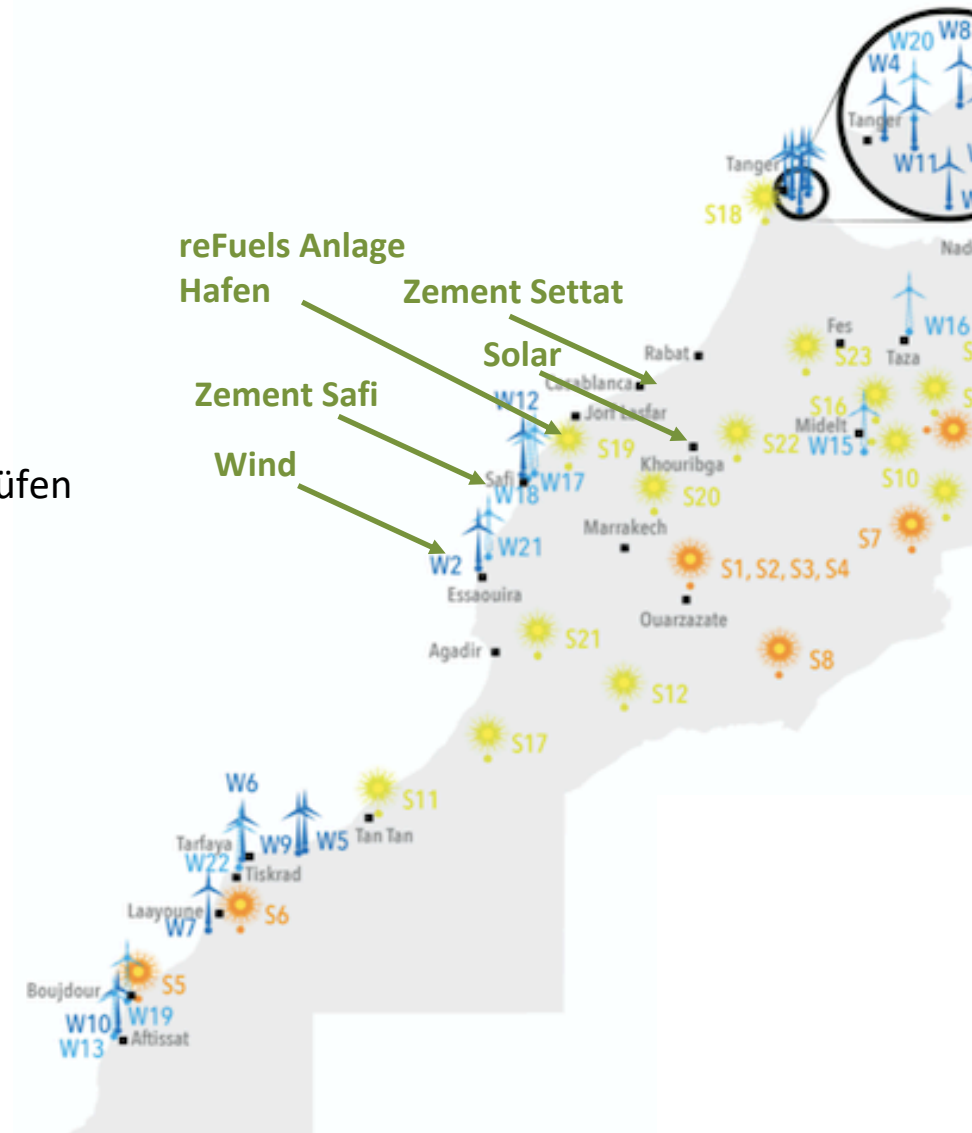 W8
W20
W4
Tanger
W11
Tanger
S18
reFuels Anlage
Hafen
Zement Settat
Nad
W16
Fes
Rabat
S23
Taza
Solar
Casablanca
Zement Safi
W12
Jorf Lasfar
S16
Midelt
S19
S22
W15
Wind
Khouribga
üfen
Safi
W17
W18
S20
S10
Marrakech
W21
S7
W2
S1, S2, S3, S4
Essaouira
Ouarzazate
S21
Agadir
S8
S12
S17
W6
S11
Tarfaya
W9
W5
Tan Tan
W22
Tiskrad
Laayoune
S6
W7
Boujdour
S5
W19
W10
Aftissat
W13